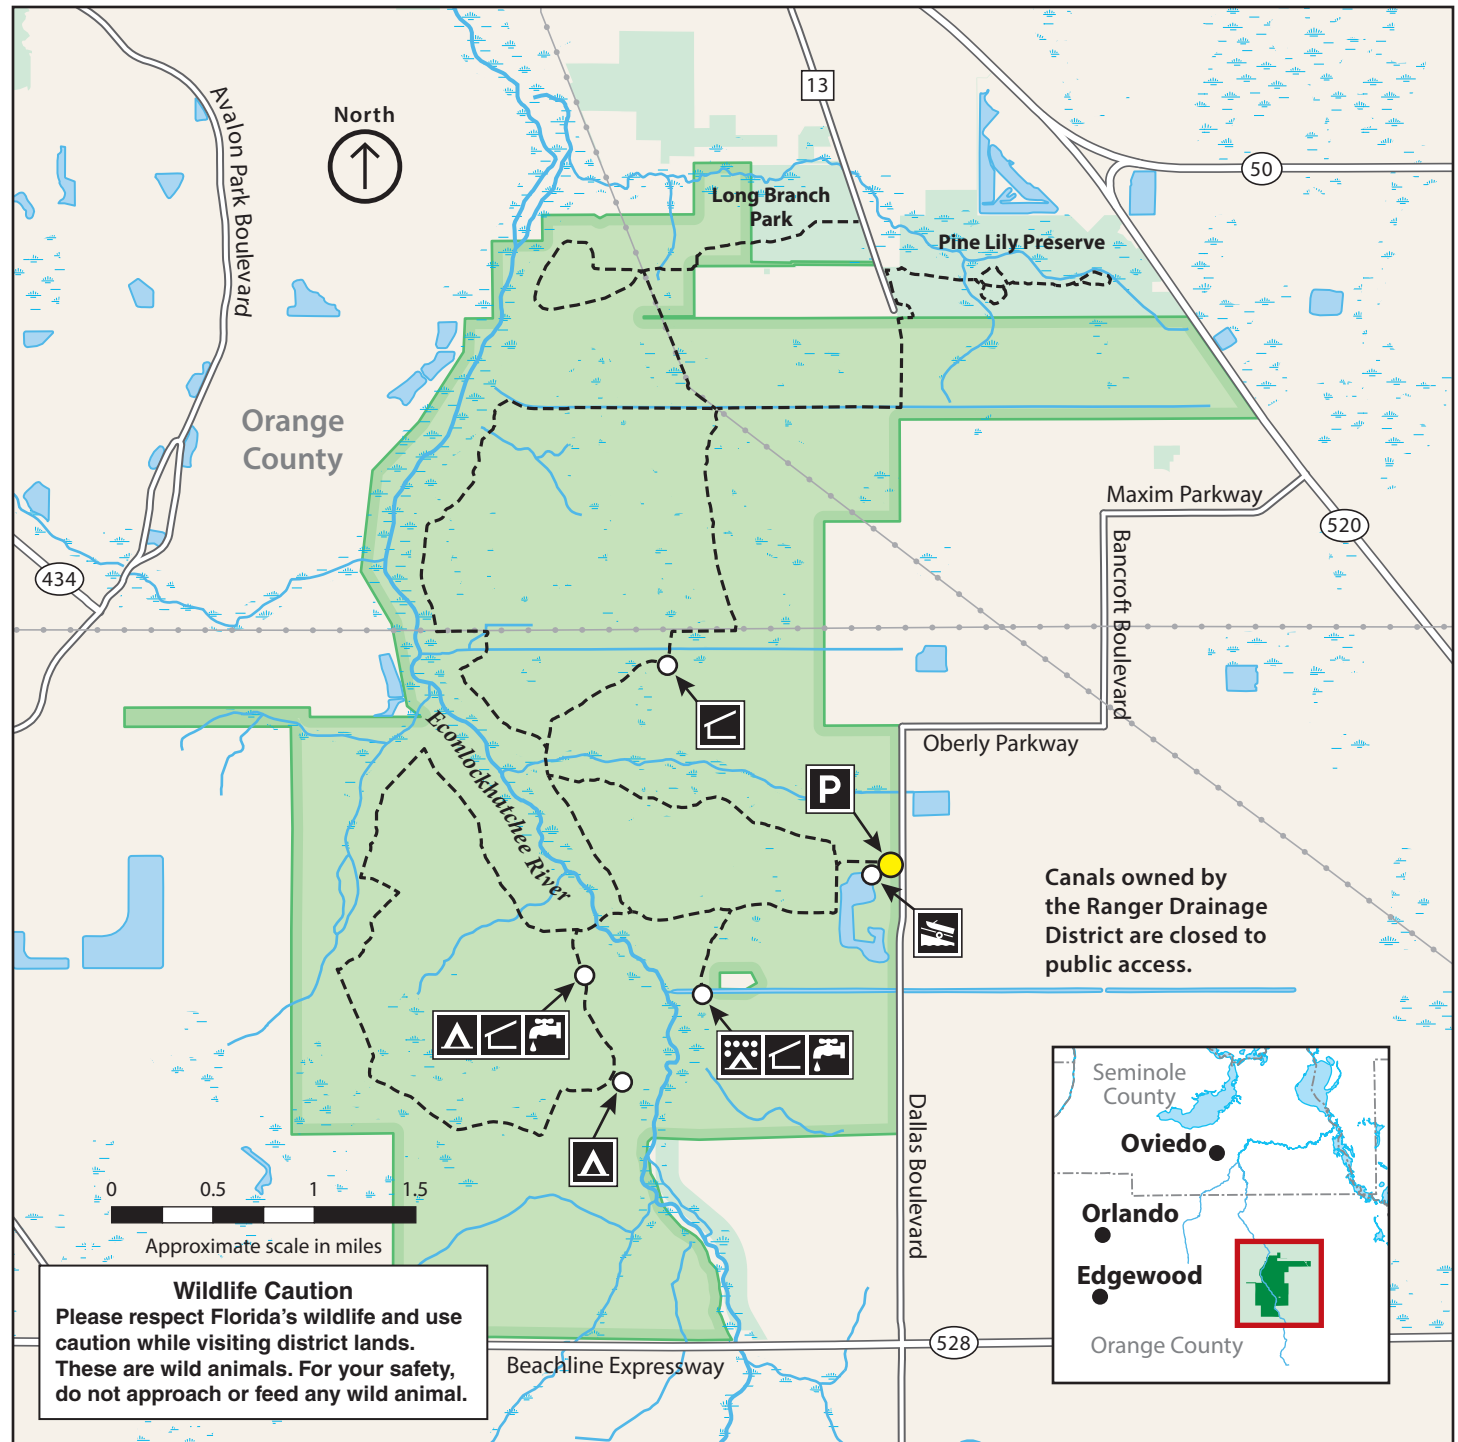 North
Avalon Park Boulevard
13
50
Long Branch
Park
Pine Lily Preserve
Orange
County
Maxim Parkway
520
434
Bancroft Boulevard
Econlockhatchee River
Oberly Parkway
P
Canals owned by
the Ranger Drainage
District are closed to
public access.
Dallas Boulevard
0 0.5 1 1.5
Approximate scale in miles
Wildlife Caution
Please respect Florida’s wildlife and use
caution while visiting district lands.
These are wild animals. For your safety,
do not approach or feed any wild animal.
528
Beachline Expressway
Seminole
County
Oviedo
Orlando
Edgewood
Orange County